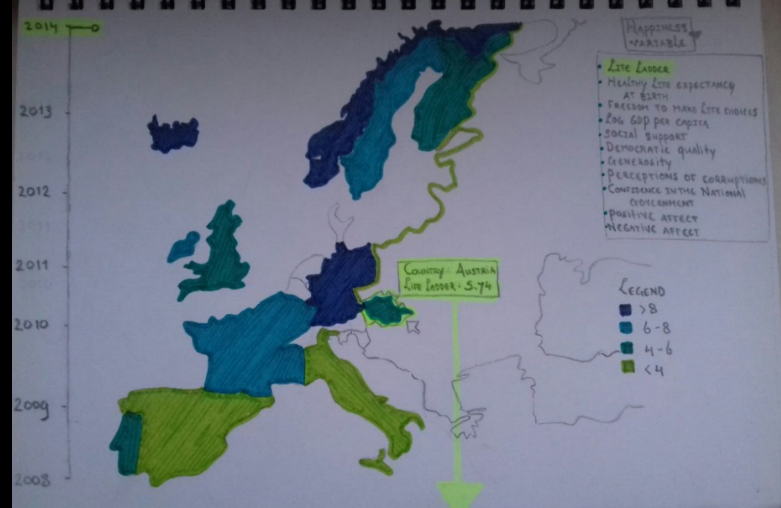 2014
2013
2012
2011
2010
2009
2008
HAPPINESS
VARIABLE
LIFE LADDER
HEALTHY LIFE EXPECTANCY
AT BIRTH
FREEDOM TO MAKE LIFE CHOICES
LOG GDP PER CAPITA
SOCIAL SUPPORT
DEMOCRATIC QUALITY
GENEROSITY
PERCEPTIONS OF CORRUPTIONS
CONFIDENCE IN THE NATIONAL
GOVERNMENT
POSITIVE AFFECT
NEGATIVE AFFECT
COUNTRY: AUSTRIA
LIFE LADDER: 5.74
LEGEND
>8
6-8
4-6
<4